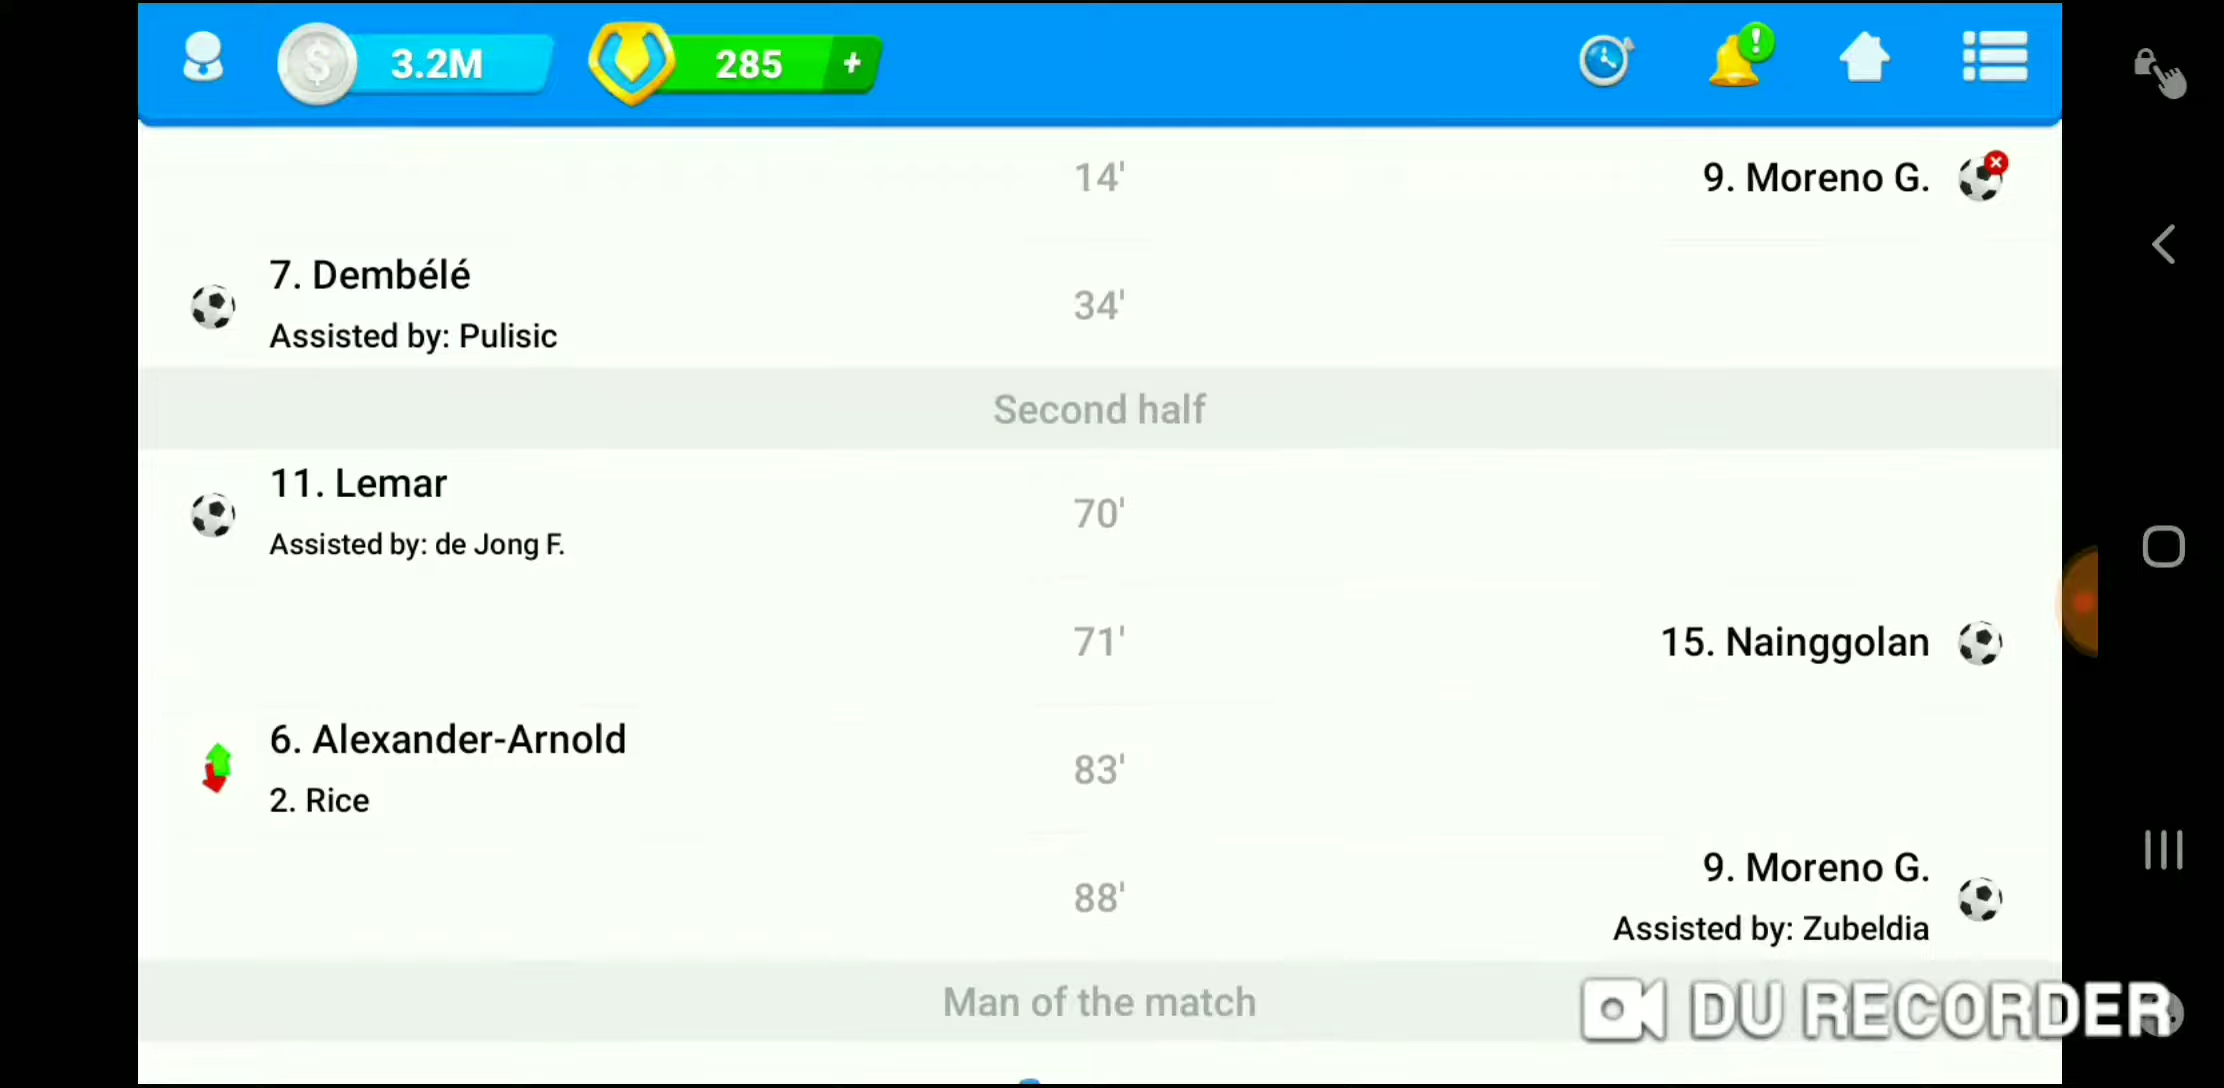 3.2M
285 +
14'
9. Moreno G.
7. Dembélé
34'
Assisted by: Pulisic
Second half
11. Lemar
70'
Assisted by: de Jong F.
71'
15. Nainggolan
6. Alexander-Arnold
83'
2. Rice
9. Moreno G.
88'
Assisted by: Zubeldia
Man of the match
DU RECORDER